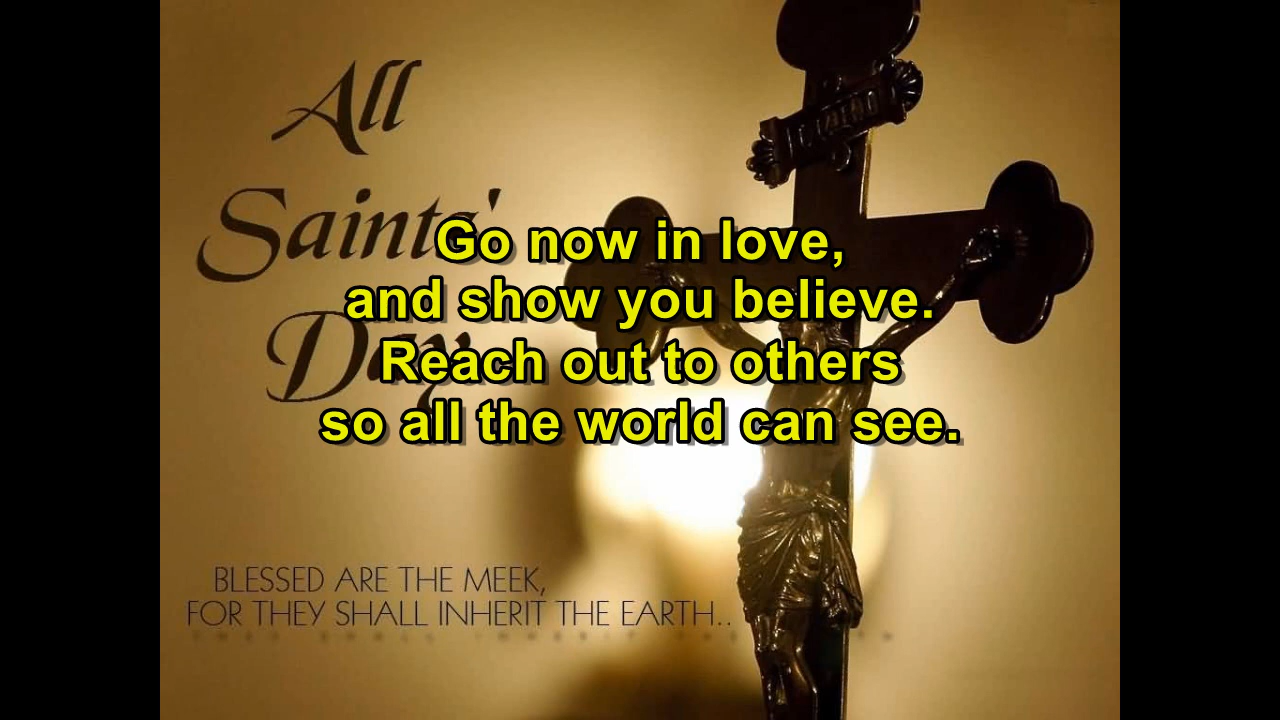 All
Saints'
Day
Go now in love,
and show you believe.
Reach out to others
so all the world can see.
BLESSED ARE THE MEEK,
FOR THEY SHALL INHERIT THE EARTH..